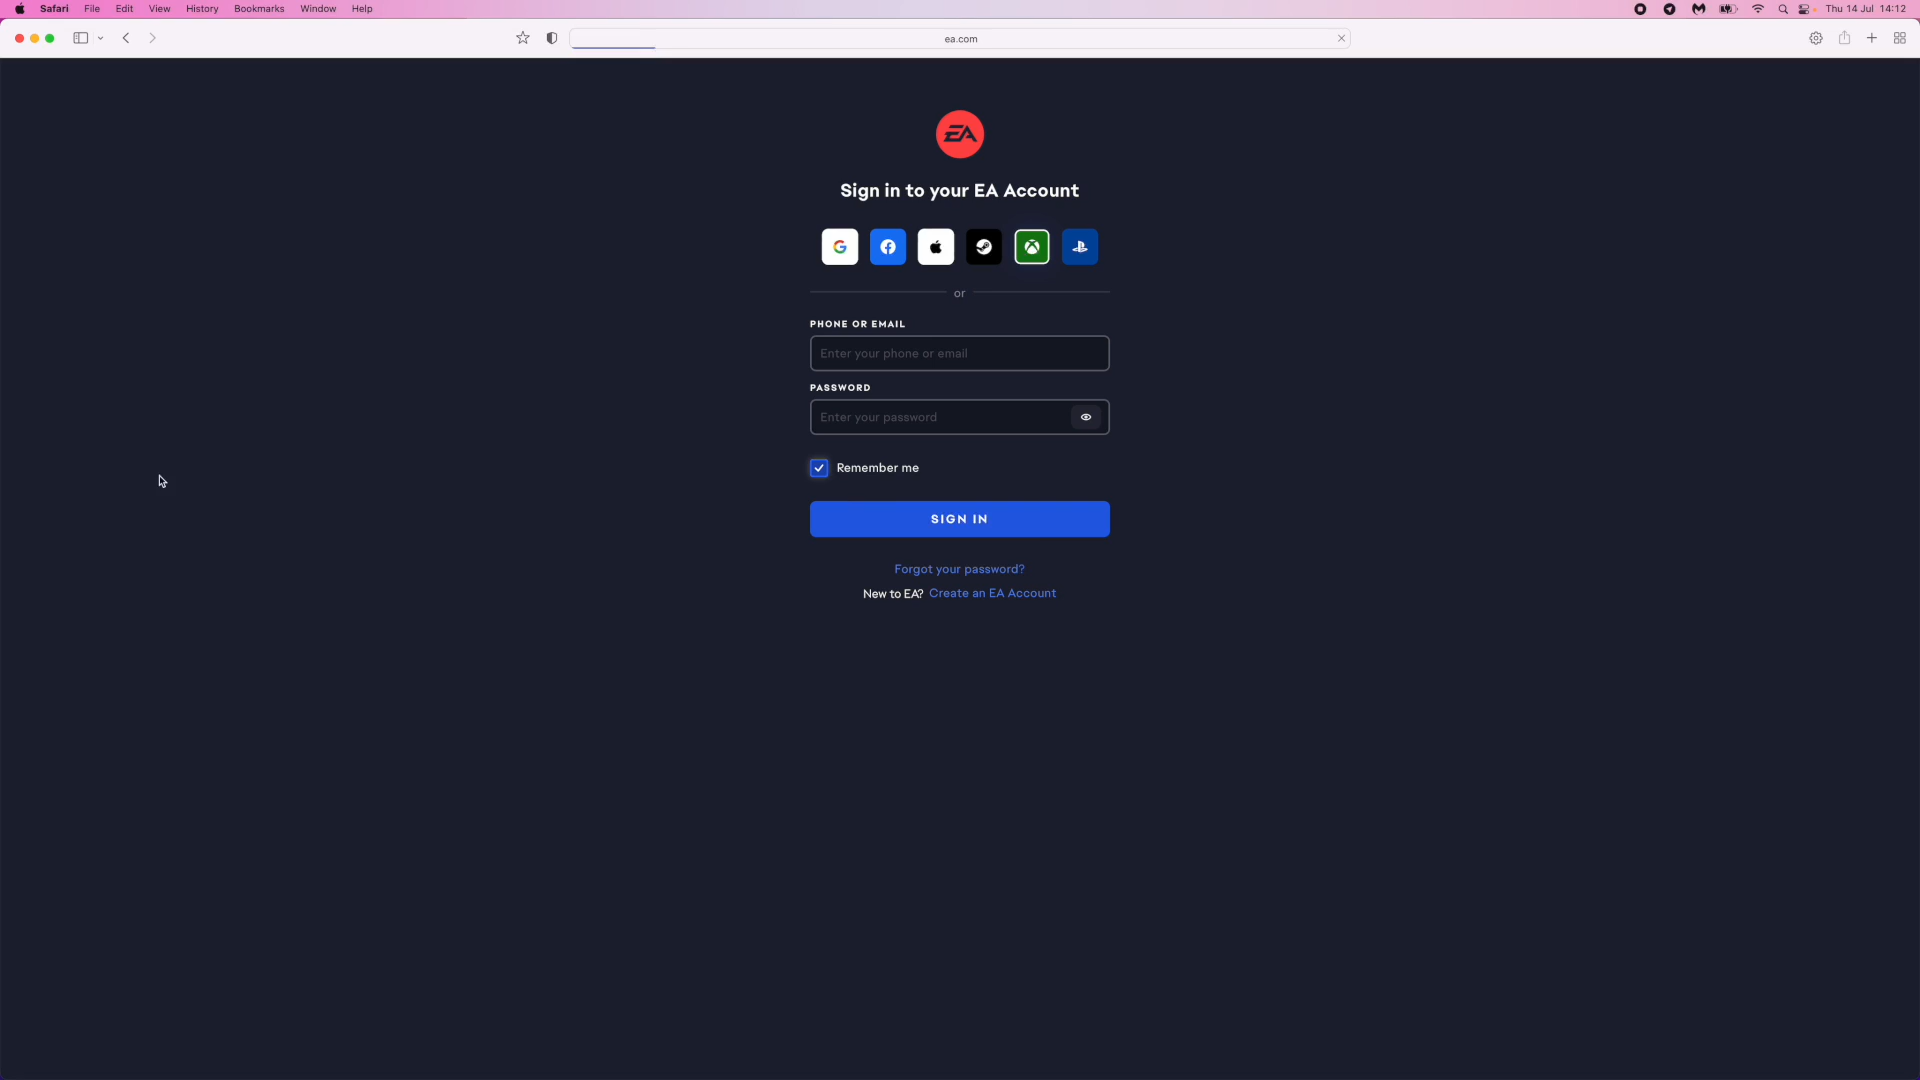 Safari File Edit View History Bookmarks Window Help Thu 14 Jul 14:12
ea.com
EA
Sign in to your EA Account
or
PHONE OR EMAIL
Enter your phone or email
PASSWORD
Enter your password
Remember me
SIGN IN
Forgot your password?
New to EA? Create an EA Account